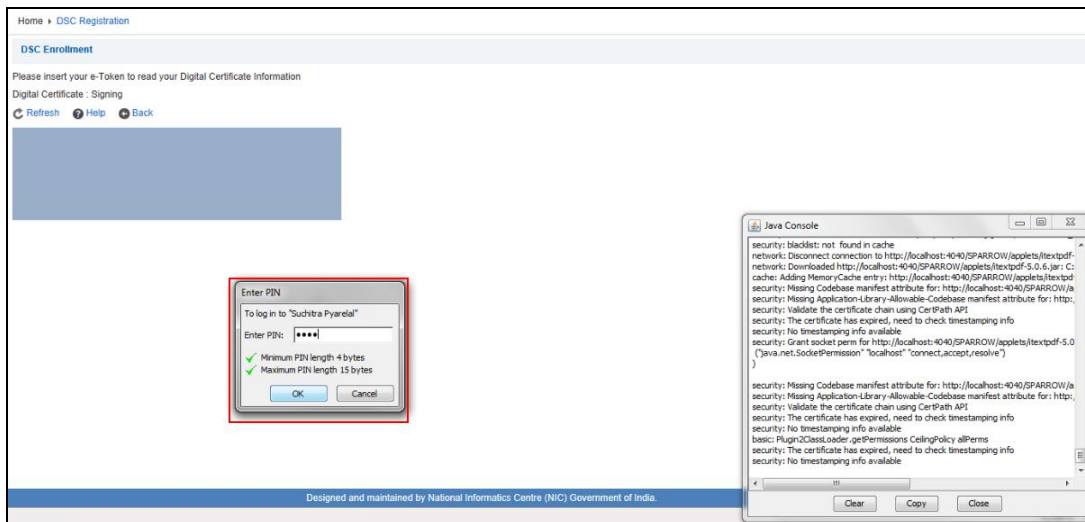 Home › DSC Registration
DSC Enrollment
Please insert your e-Token to read your Digital Certificate Information
Digital Certificate : Signing
Refresh Help Back
Enter PIN
To log in to "Suchitra Pyarelal"
Enter PIN: ••••
Minimum PIN length 4 bytes
Maximum PIN length 15 bytes
OK Cancel
Java Console
security: blacklist: not found in cache
network: Disconnect connection to http://localhost:4040/SPARROW/applets/itextpdf-
network: Downloaded http://localhost:4040/SPARROW/applets/itextpdf-5.0.6.jar: C:
cache: Adding MemoryCache entry: http://localhost:4040/SPARROW/applets/itextpd
security: Missing Codebase manifest attribute for: http://localhost:4040/SPARROW/a
security: Missing Application-Library-Allowable-Codebase manifest attribute for: http:
security: Validate the certificate chain using CertPath API
security: The certificate has expired, need to check timestamping info
security: No timestamping info available
security: Grant socket perm for http://localhost:4040/SPARROW/applets/itextpdf-5.0
("java.net.SocketPermission" "localhost" "connect,accept,resolve")
)
security: Missing Codebase manifest attribute for: http://localhost:4040/SPARROW/a
security: Missing Application-Library-Allowable-Codebase manifest attribute for: http:
security: Validate the certificate chain using CertPath API
security: The certificate has expired, need to check timestamping info
security: No timestamping info available
basic: Plugin2ClassLoader.getPermissions CeilingPolicy allPerms
security: The certificate has expired, need to check timestamping info
security: No timestamping info available
Clear Copy Close
Designed and maintained by National Informatics Centre (NIC) Government of India.